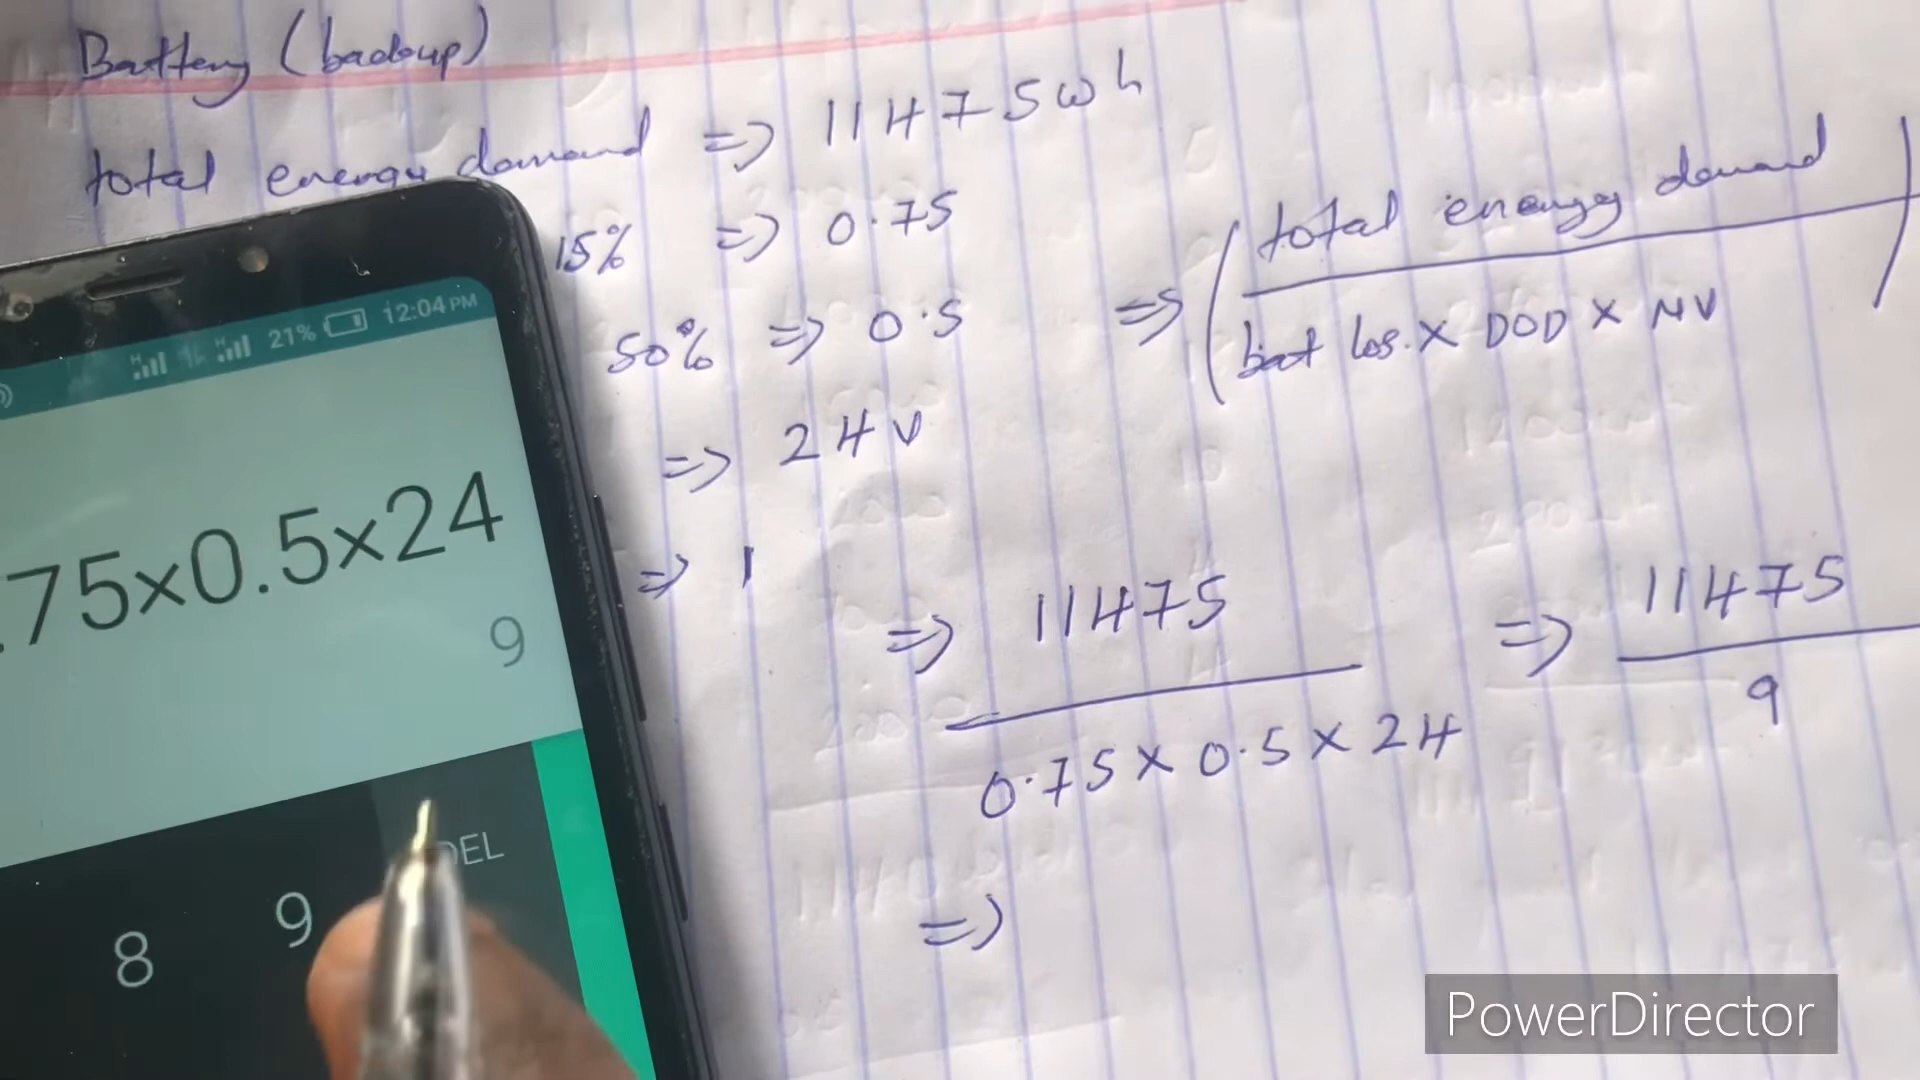 Battery (backup)
total energy demand => 11475wh
15% => 0.75
50% => 0.5
=> 24V
=> 1
=> (total energy demand
bat los. X DOD X NV)
=> 11475
0.75 X 0.5 X 24
=> 11475
9
=>
12:04 PM
21%
.75×0.5×24
9
DEL
8 9
PowerDirector